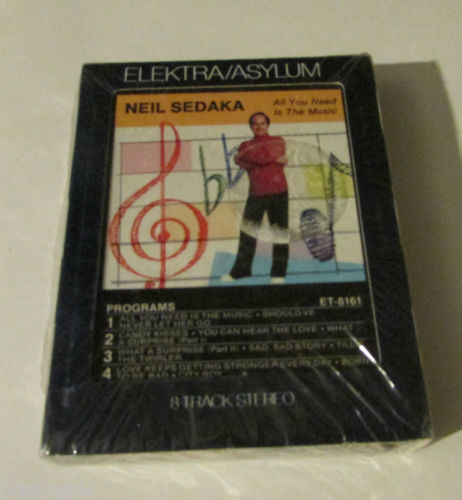 ELEKTRA/ASYLUM
NEIL SEDAKA
All You Need
Is The Music
PROGRAMS
ET-8161
1 ALL YOU NEED IS THE MUSIC • SHOULD'VE
NEVER LET HER GO
2 CANDY KISSES • YOU CAN HEAR THE LOVE • WHAT
A SURPRISE (Part I)
3 WHAT A SURPRISE (Part II) • SAD, SAD STORY •
THE TWIRLER
4 LOVE KEEPS GETTING STRONGER EVERY DAY • BORN
TO BE BAD • CITY BOY
8-TRACK STEREO